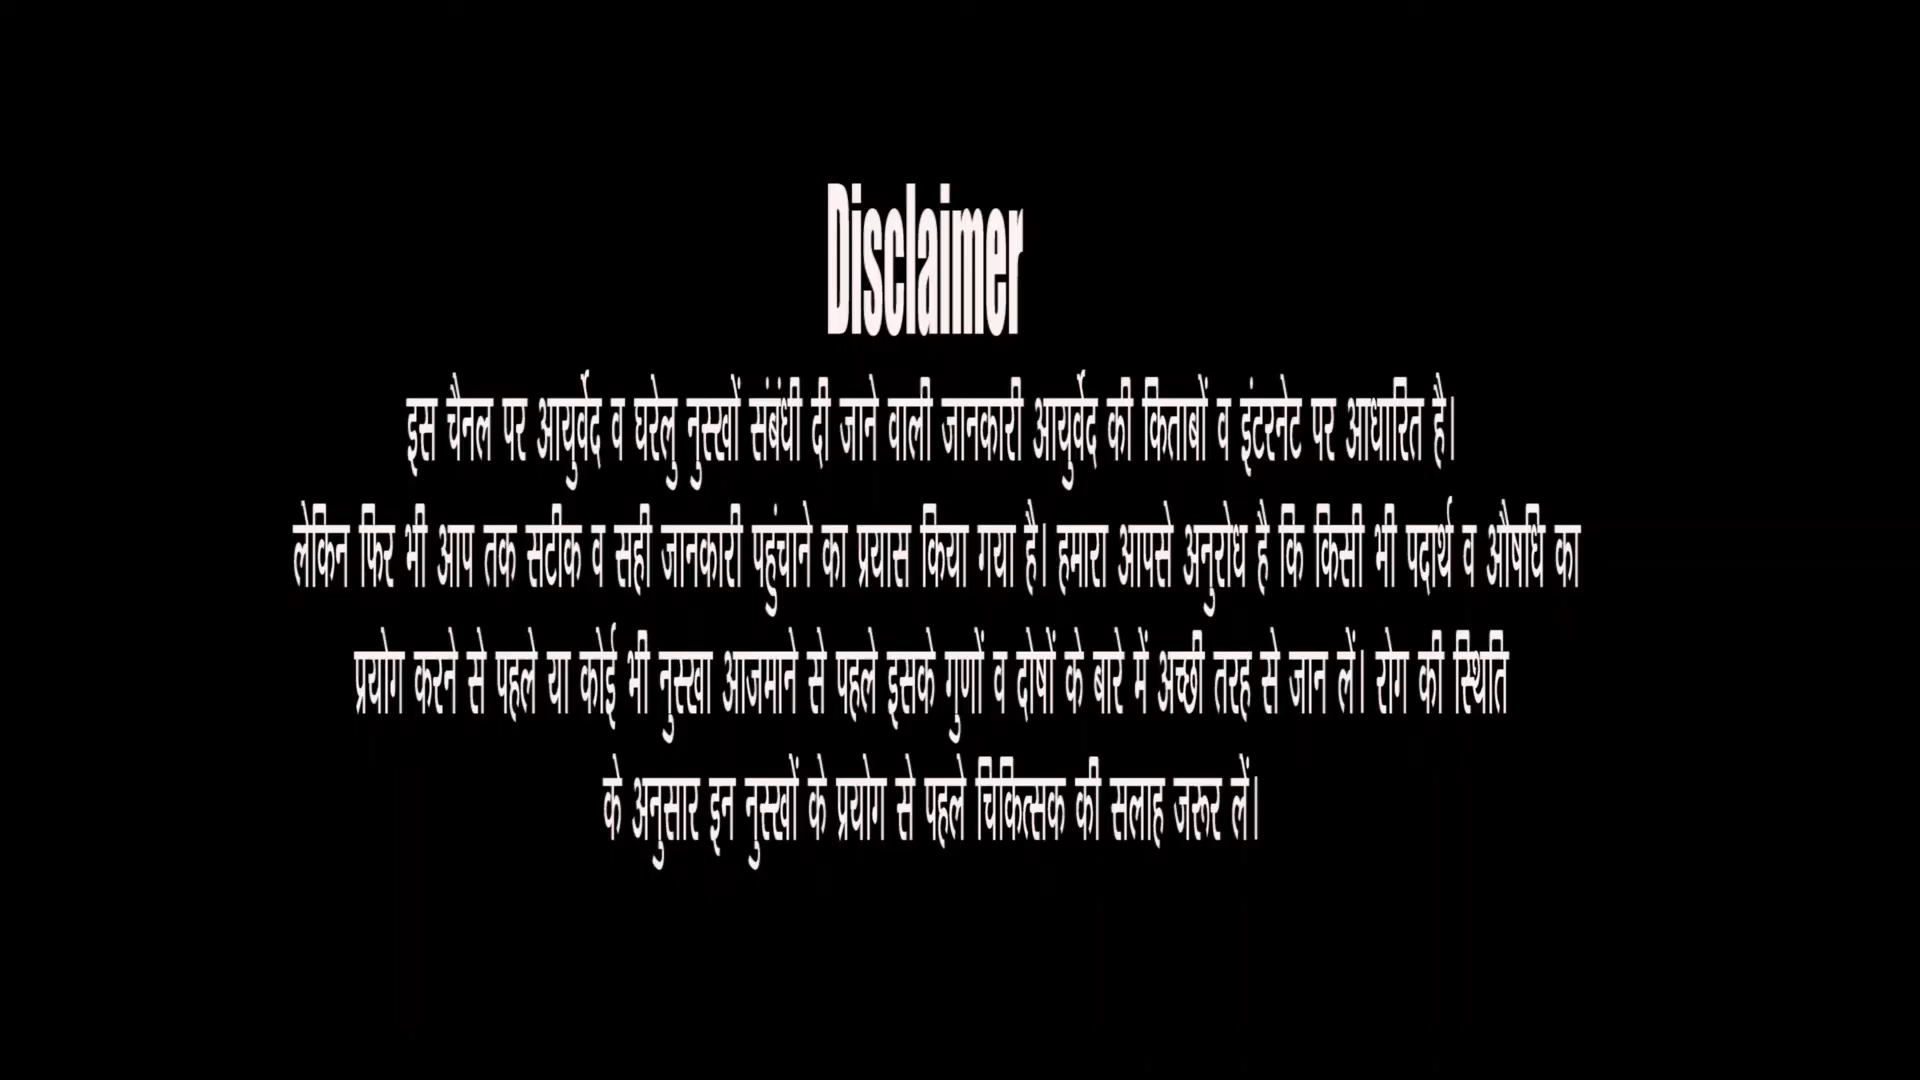 Disclaimer
इस चैनल पर आयुर्वेद व घरेलु नुस्खों संबंधी दी जाने वाली जानकारी आयुर्वेद की किताबों व इंटरनेट पर आधारित है।
लेकिन फिर भी आप तक सटीक व सही जानकारी पहुंचाने का प्रयास किया गया है। हमारा आपसे अनुरोध है कि किसी भी पदार्थ व औषधि का
प्रयोग करने से पहले या कोई भी नुस्खा आजमाने से पहले इसके गुणों व दोषों के बारे में अच्छी तरह से जान लें। रोग की स्थिति
के अनुसार इन नुस्खों के प्रयोग से पहले चिकित्सक की सलाह जरूर लें।